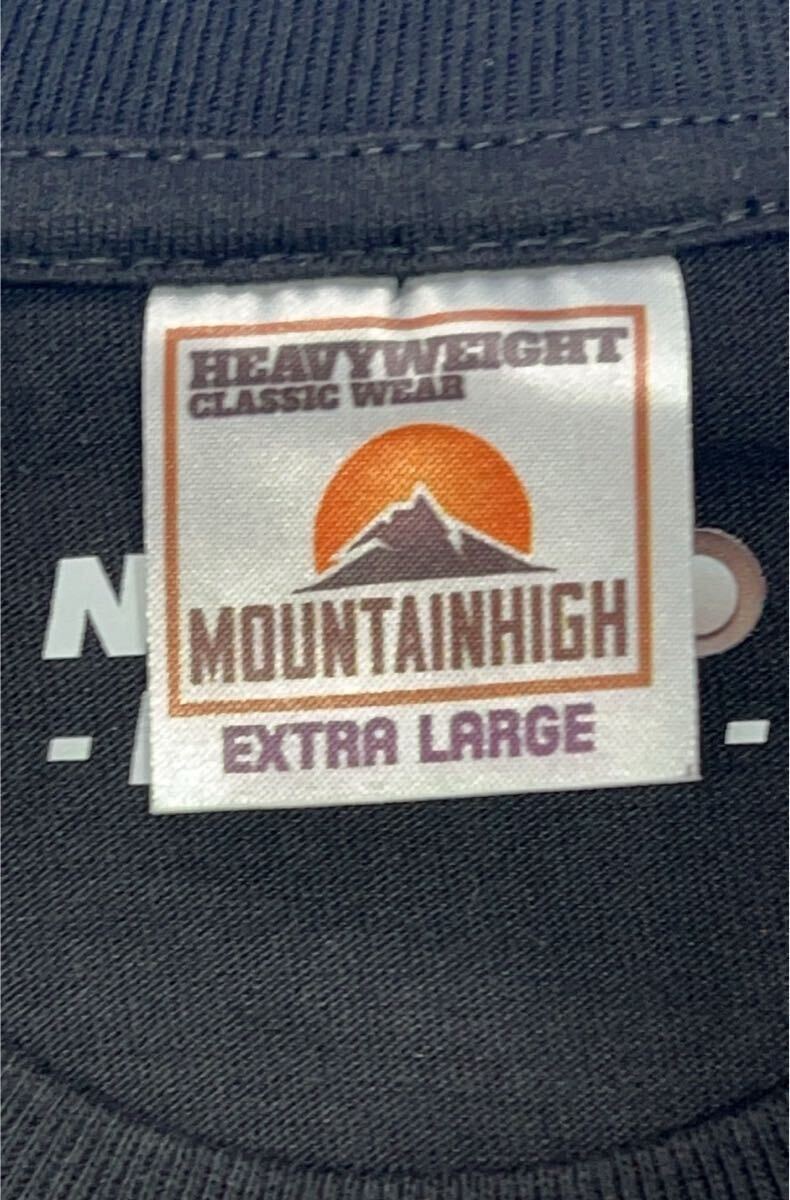 HEAVYWEIGHT
CLASSIC WEAR
MOUNTAINHIGH
EXTRA LARGE